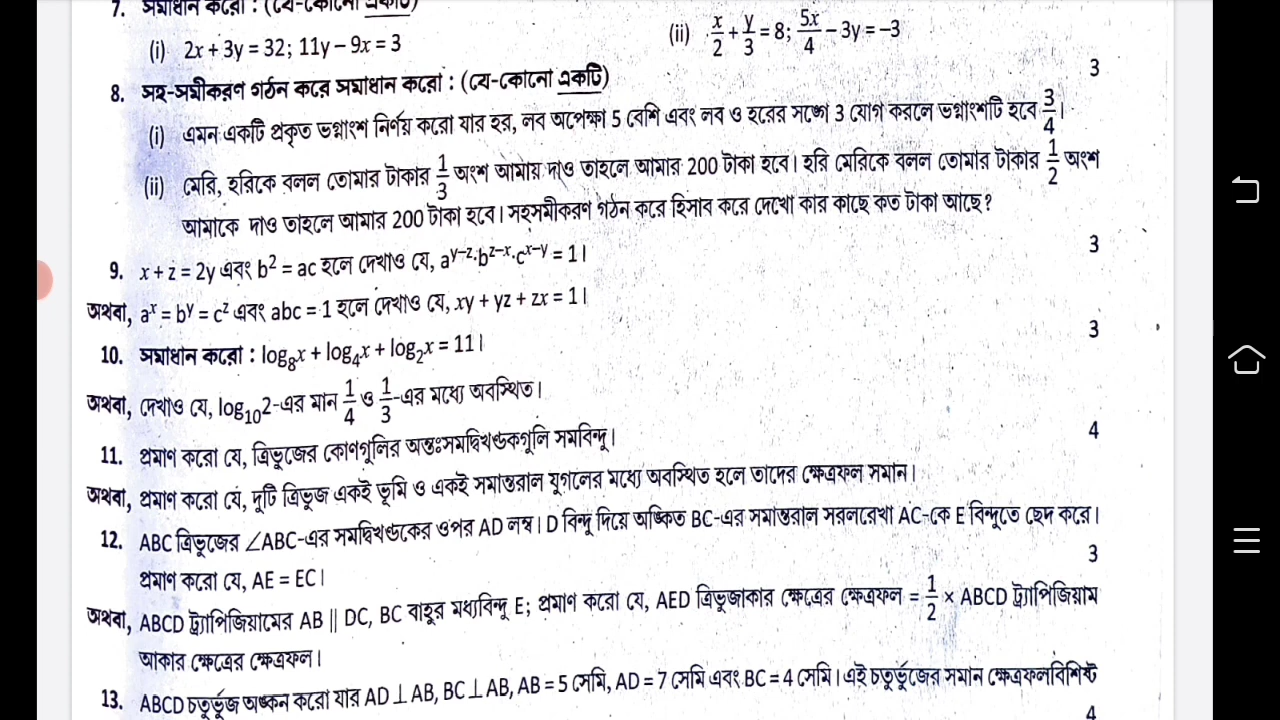 7. সমাধান করো : (যে-কোনো একটি)
(i) 2x + 3y = 32; 11y – 9x = 3 (ii) x/2 + y/3 = 8; 5x/4 – 3y = –3
3
8. সহ-সমীকরণ গঠন করে সমাধান করো : (যে-কোনো একটি)
(i) এমন একটি প্রকৃত ভগ্নাংশ নির্ণয় করো যার হর, লব অপেক্ষা 5 বেশি এবং লব ও হরের সঙ্গে 3 যোগ করলে ভগ্নাংশটি হবে 3/4।
(ii) মেরি, হরিকে বলল তোমার টাকার 1/3 অংশ আমায় দাও তাহলে আমার 200 টাকা হবে। হরি মেরিকে বলল তোমার টাকার 1/2 অংশ
আমাকে দাও তাহলে আমার 200 টাকা হবে। সহসমীকরণ গঠন করে হিসাব করে দেখো কার কাছে কত টাকা আছে?
3
9. x + z = 2y এবং b² = ac হলে দেখাও যে, a^(y–z).b^(z–x).c^(x–y) = 1।
অথবা, a^x = b^y = c^z এবং abc = 1 হলে দেখাও যে, xy + yz + zx = 1।
3
10. সমাধান করো : log₈x + log₄x + log₂x = 11।
অথবা, দেখাও যে, log₁₀2-এর মান 1/4 ও 1/3-এর মধ্যে অবস্থিত।
4
11. প্রমাণ করো যে, ত্রিভুজের কোণগুলির অন্তঃসমদ্বিখণ্ডকগুলি সমবিন্দু।
অথবা, প্রমাণ করো যে, দুটি ত্রিভুজ একই ভূমি ও একই সমান্তরাল যুগলের মধ্যে অবস্থিত হলে তাদের ক্ষেত্রফল সমান।
12. ABC ত্রিভুজের ∠ABC-এর সমদ্বিখণ্ডকের ওপর AD লম্ব। D বিন্দু দিয়ে অঙ্কিত BC-এর সমান্তরাল সরলরেখা AC-কে E বিন্দুতে ছেদ করে।
প্রমাণ করো যে, AE = EC।
3
অথবা, ABCD ট্র্যাপিজিয়ামের AB || DC, BC বাহুর মধ্যবিন্দু E; প্রমাণ করো যে, AED ত্রিভুজাকার ক্ষেত্রের ক্ষেত্রফল = 1/2 × ABCD ট্র্যাপিজিয়াম
আকার ক্ষেত্রের ক্ষেত্রফল।
13. ABCD চতুর্ভুজ অঙ্কন করো যার AD ⊥ AB, BC ⊥ AB, AB = 5 সেমি, AD = 7 সেমি এবং BC = 4 সেমি। এই চতুর্ভুজের সমান ক্ষেত্রফলবিশিষ্ট
4